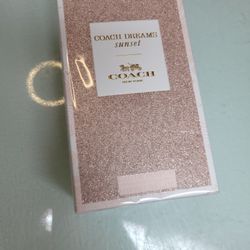 COACH DREAMS
sunset
COACH
NEW YORK